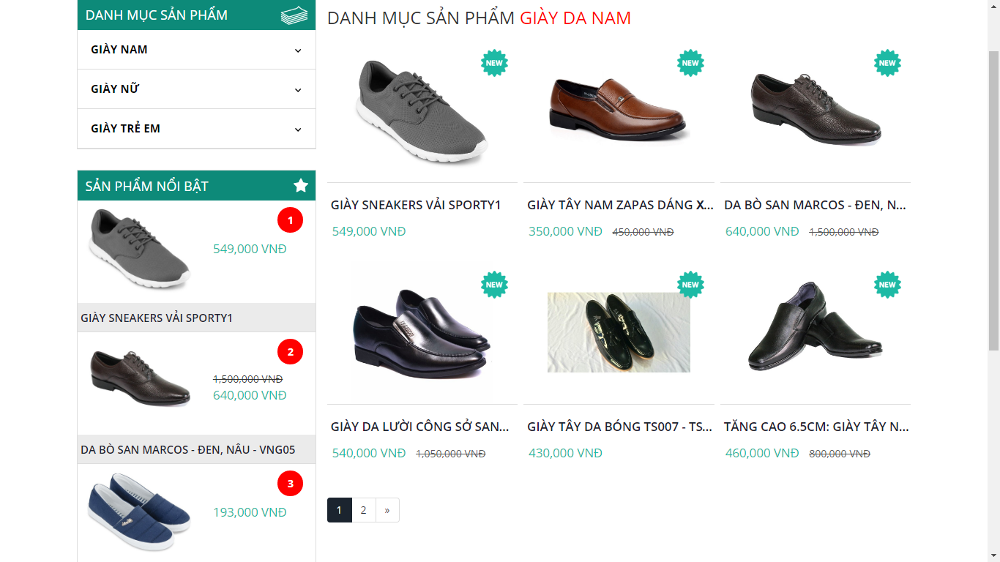 DANH MỤC SẢN PHẨM
GIÀY NAM
GIÀY NỮ
GIÀY TRẺ EM
SẢN PHẨM NỔI BẬT
1
549,000 VNĐ
GIÀY SNEAKERS VẢI SPORTY1
2
1,500,000 VNĐ
640,000 VNĐ
DA BÒ SAN MARCOS - ĐEN, NÂU - VNG05
3
193,000 VNĐ
DANH MỤC SẢN PHẨM GIÀY DA NAM
NEW
NEW
NEW
GIÀY SNEAKERS VẢI SPORTY1
549,000 VNĐ
GIÀY TÂY NAM ZAPAS DÁNG X...
350,000 VNĐ 450,000 VNĐ
DA BÒ SAN MARCOS - ĐEN, N...
640,000 VNĐ 1,500,000 VNĐ
NEW
NEW
NEW
GIÀY DA LƯỜI CÔNG SỞ SAN...
540,000 VNĐ 1,050,000 VNĐ
GIÀY TÂY DA BÓNG TS007 - TS...
430,000 VNĐ
TĂNG CAO 6.5CM: GIÀY TÂY N...
460,000 VNĐ 800,000 VNĐ
1 2 »